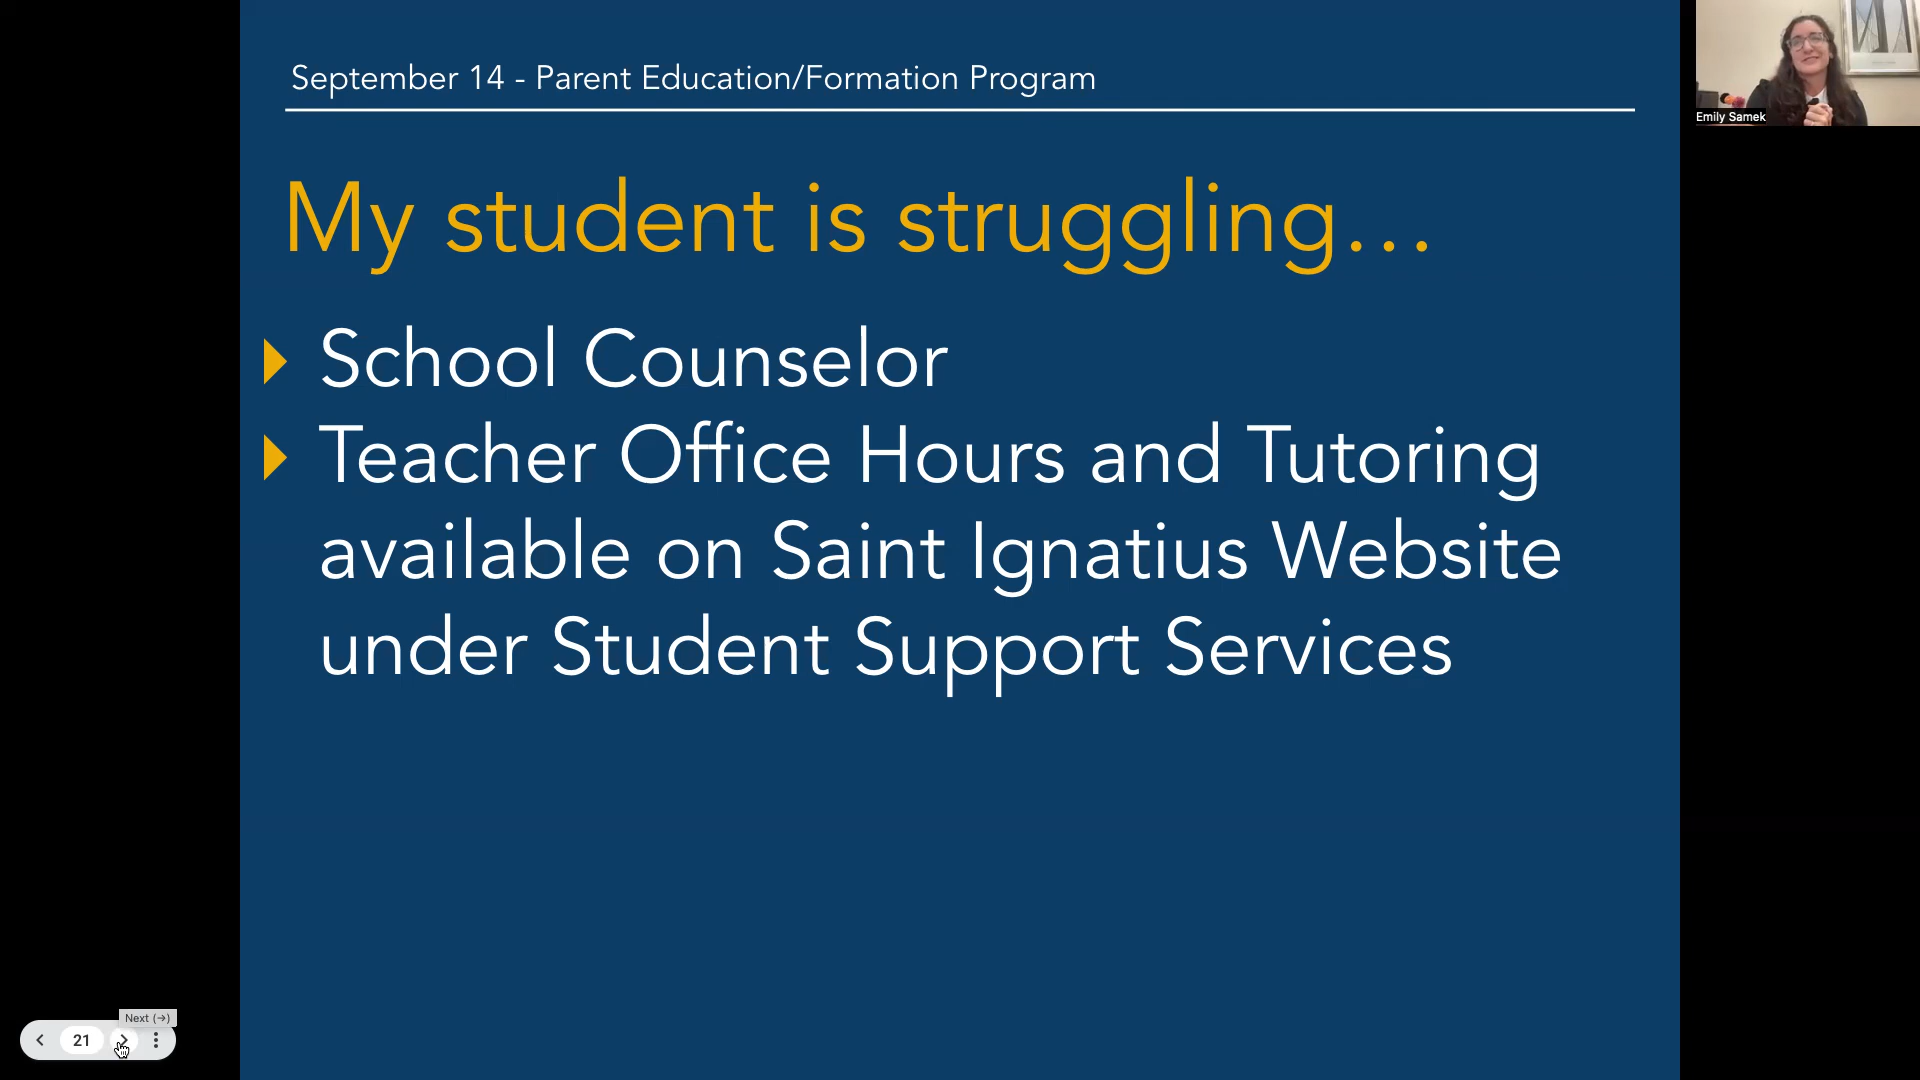 September 14 - Parent Education/Formation Program
Emily Samek
My student is struggling...
School Counselor
Teacher Office Hours and Tutoring
available on Saint Ignatius Website
under Student Support Services
Next (→)
21